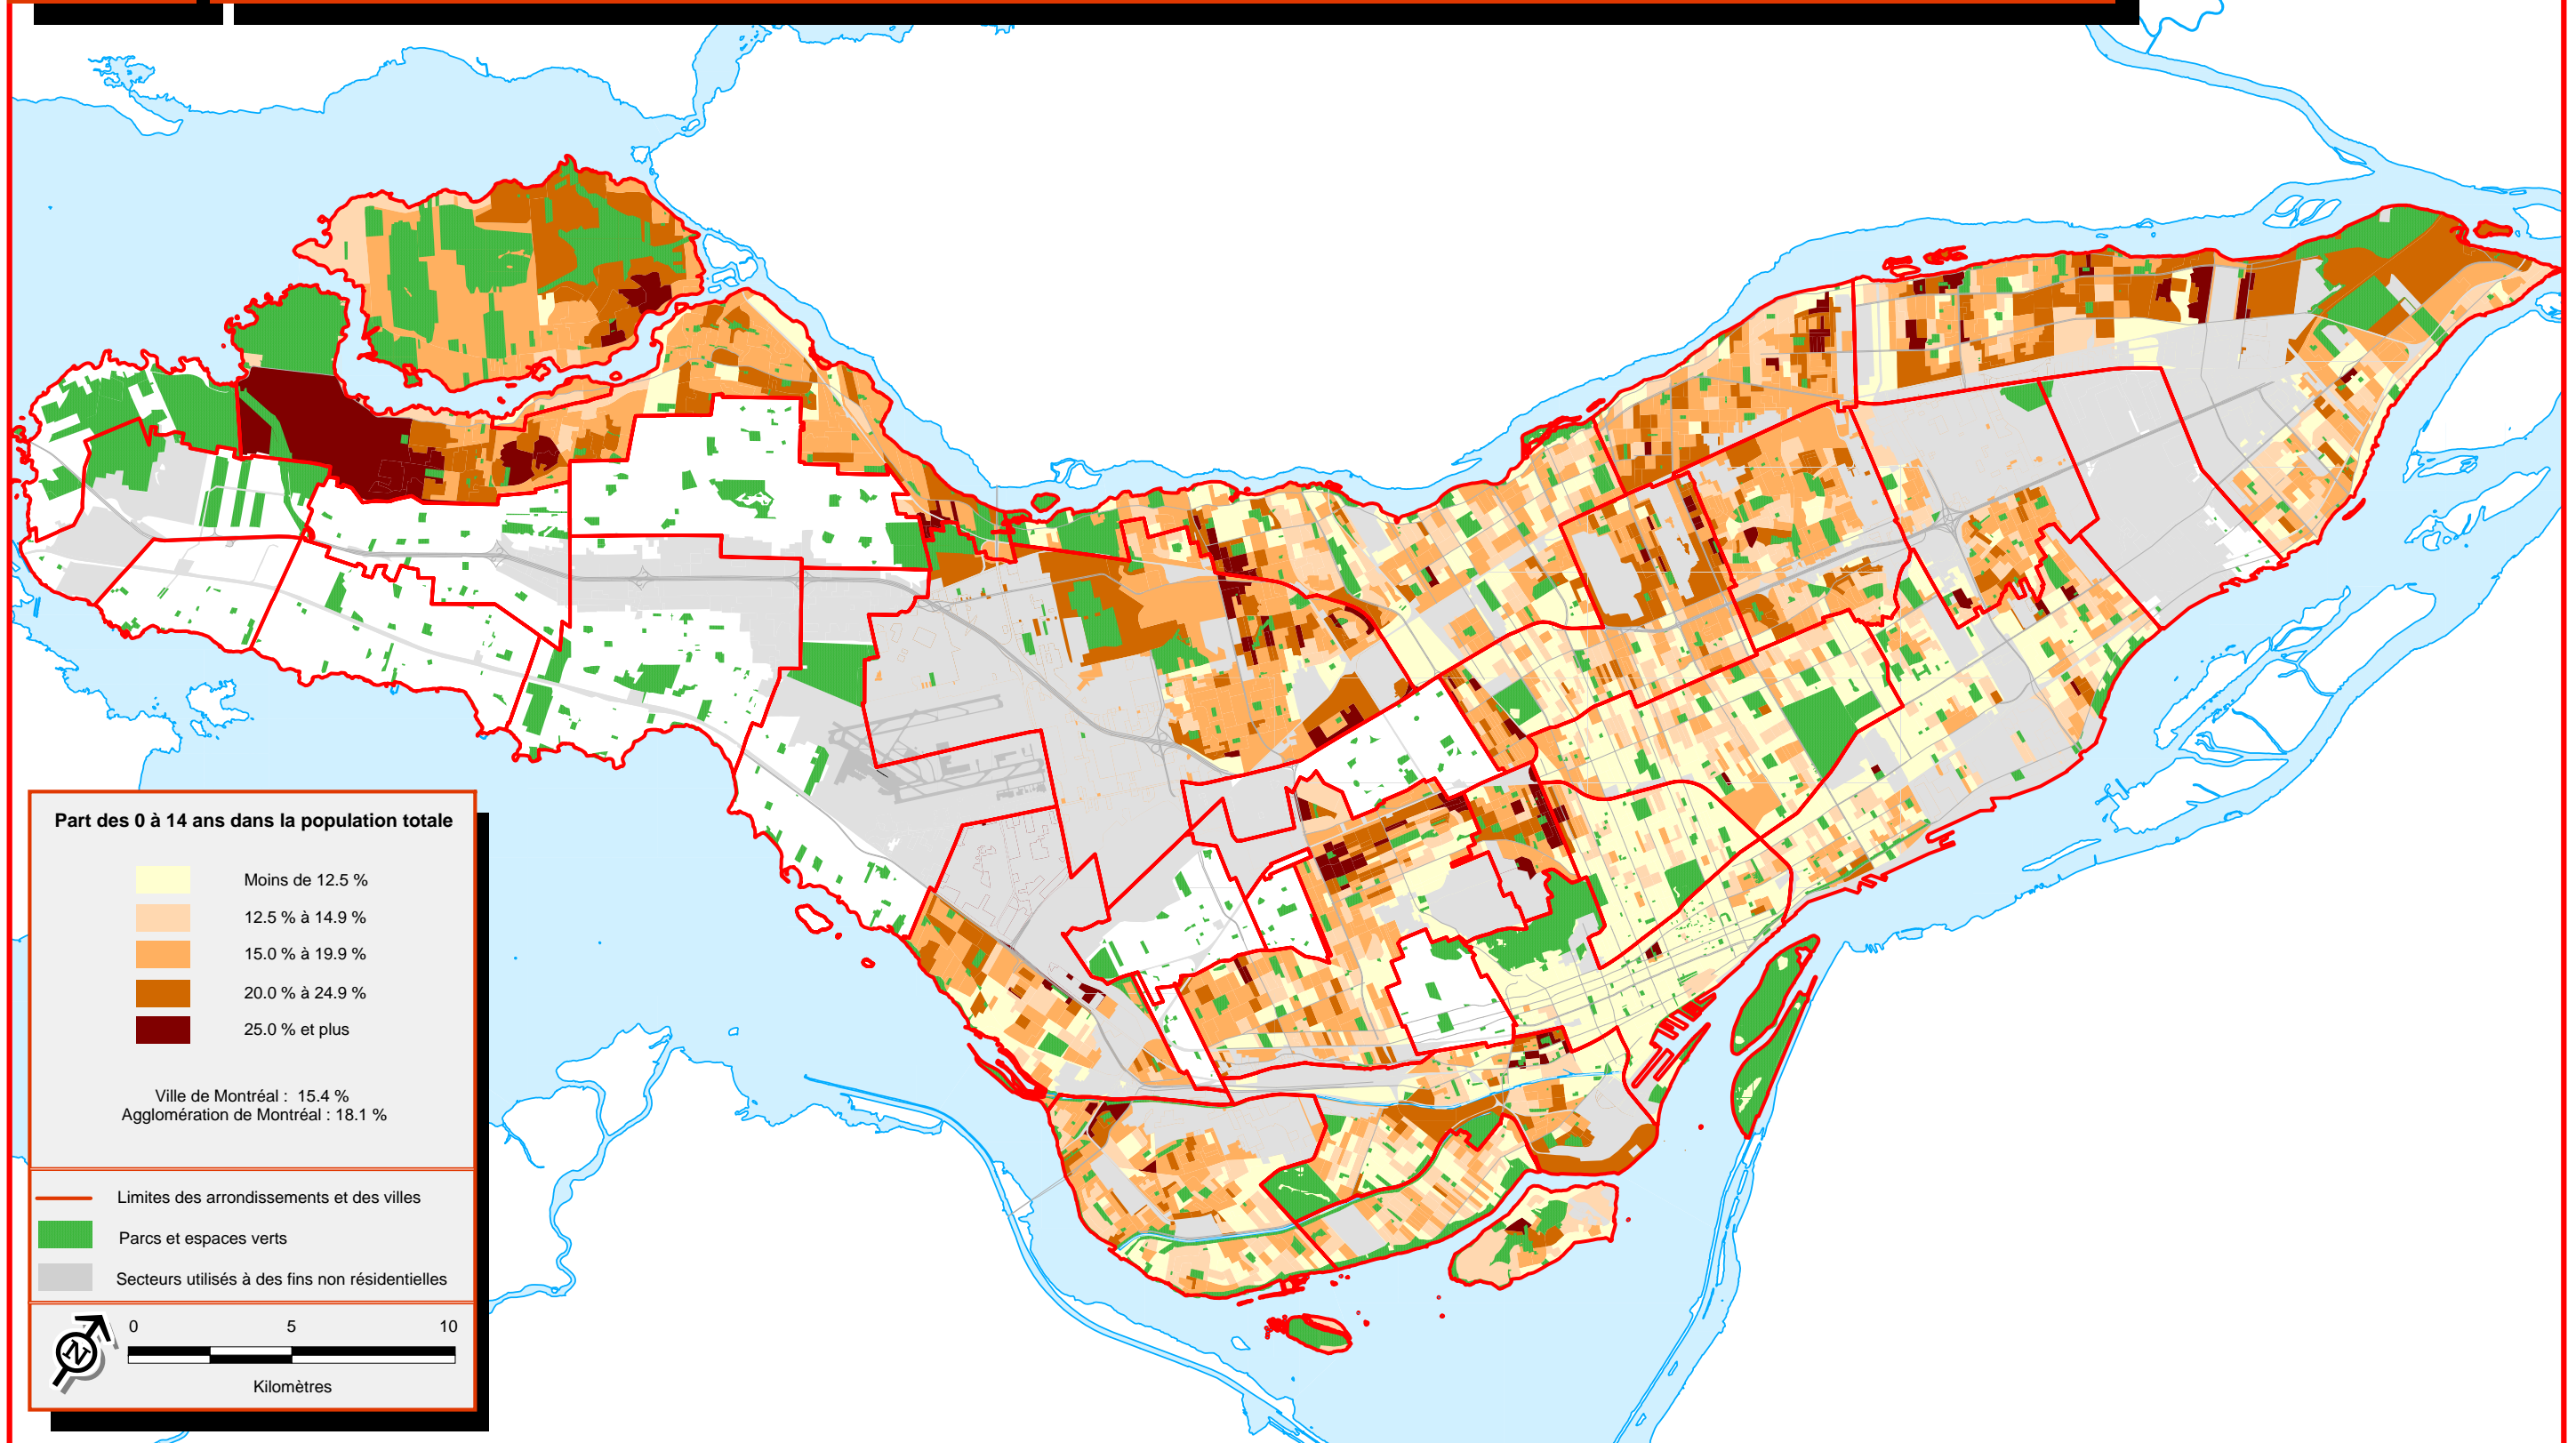 Part des 0 à 14 ans dans la population totale
Moins de 12.5 %
12.5 % à 14.9 %
15.0 % à 19.9 %
20.0 % à 24.9 %
25.0 % et plus
Ville de Montréal : 15.4 %
Agglomération de Montréal : 18.1 %
Limites des arrondissements et des villes
Parcs et espaces verts
Secteurs utilisés à des fins non résidentielles
N
0 5 10
Kilomètres